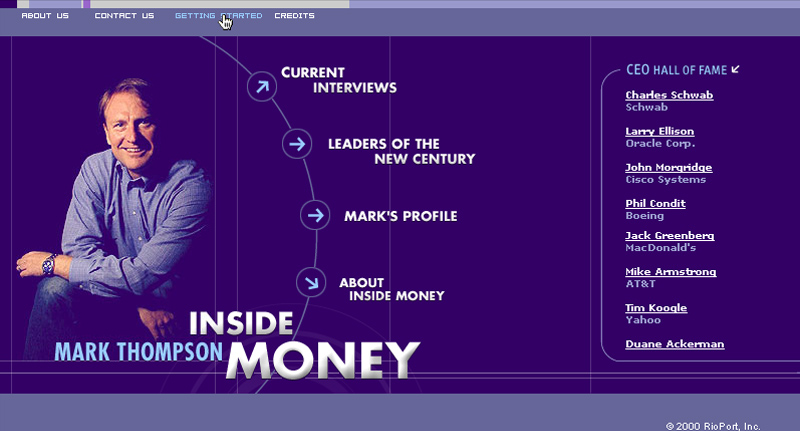 ABOUT US
CONTACT US
GETTING STARTED
CREDITS
CURRENT
INTERVIEWS
LEADERS OF THE
NEW CENTURY
MARK'S PROFILE
ABOUT
INSIDE MONEY
INSIDE
MARK THOMPSON
MONEY
CEO HALL OF FAME
Charles Schwab
Schwab
Larry Ellison
Oracle Corp.
John Morgridge
Cisco Systems
Phil Condit
Boeing
Jack Greenberg
MacDonald's
Mike Armstrong
AT&T
Tim Koogle
Yahoo
Duane Ackerman
© 2000 RioPort, Inc.